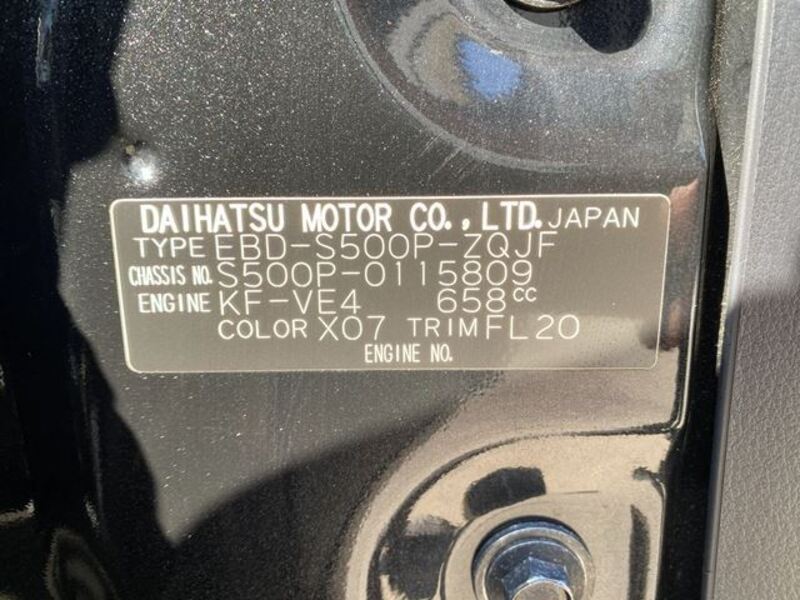 DAIHATSU MOTOR CO., LTD. JAPAN
TYPE EBD-S500P-ZQJF
CHASSIS NO. S500P-0115809
ENGINE KF-VE4 658cc
COLOR X07 TRIM FL20
ENGINE NO.